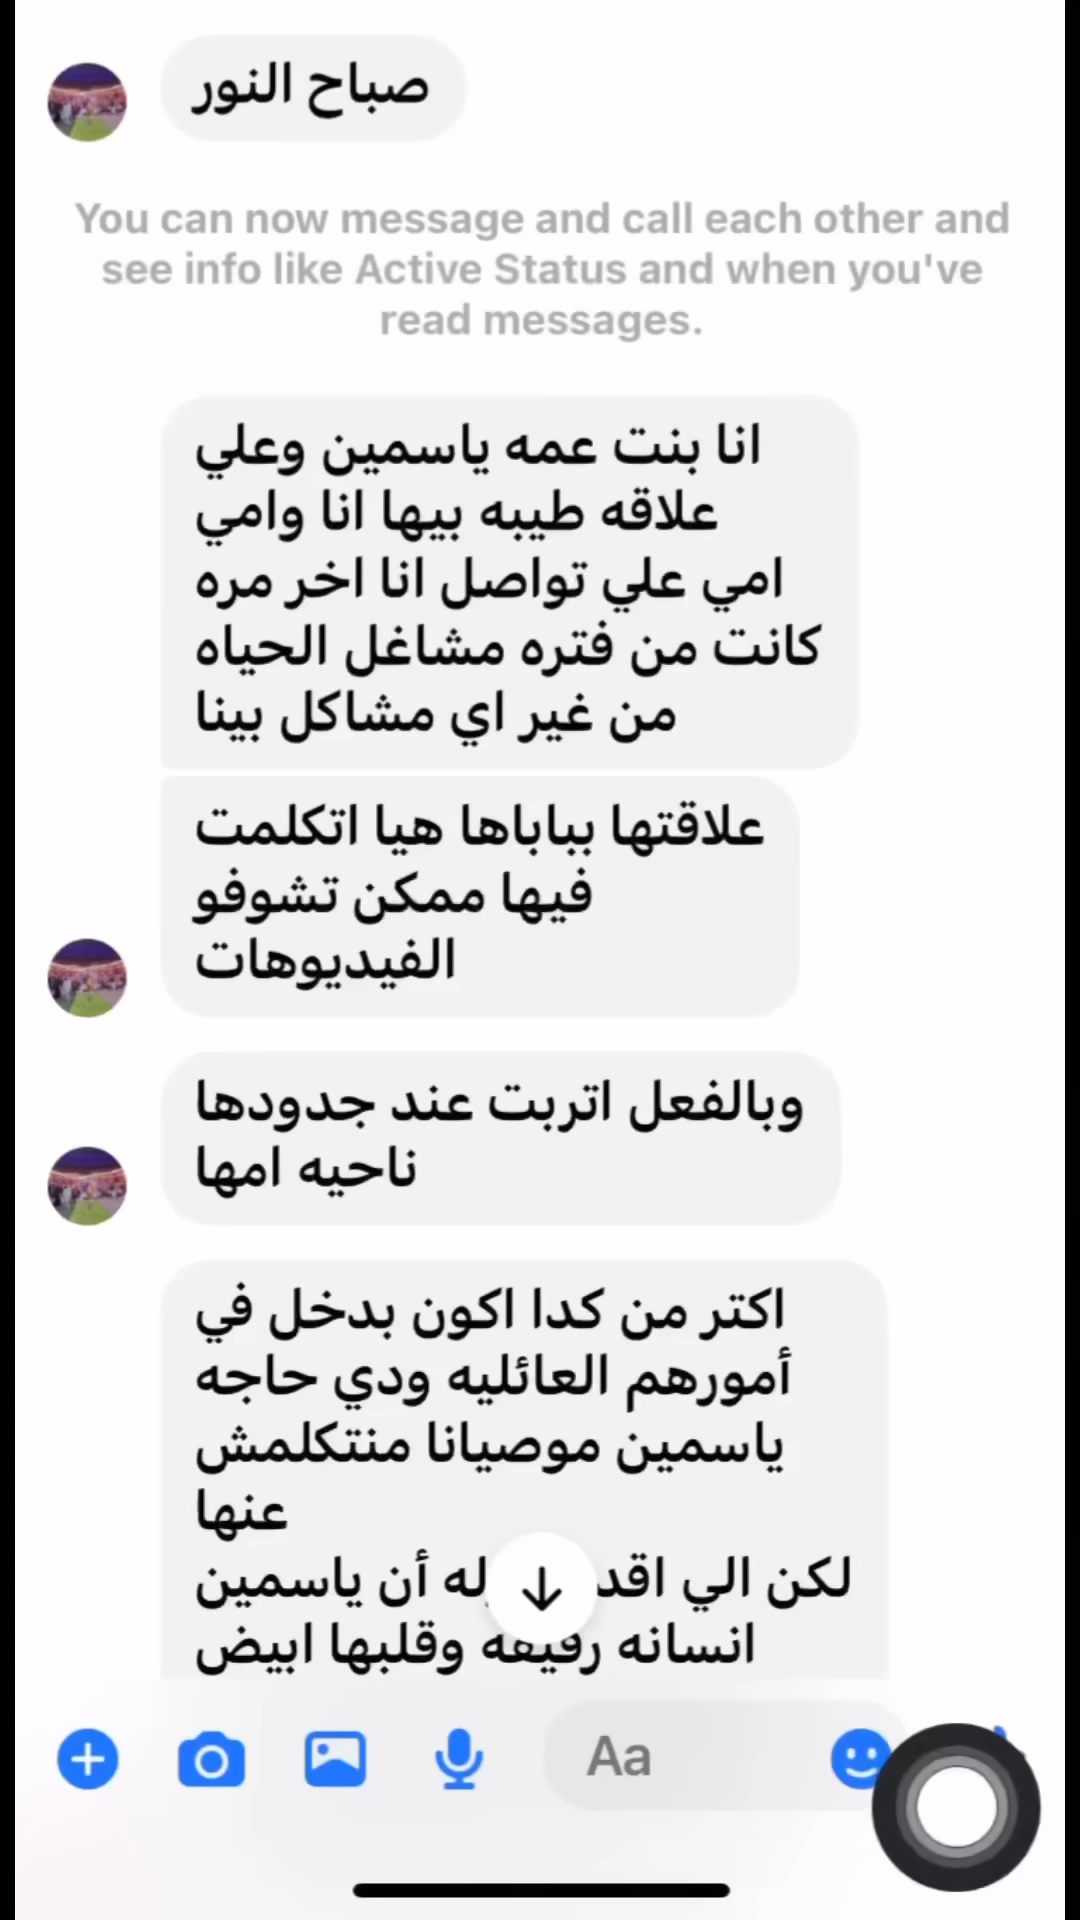 صباح النور
You can now message and call each other and
see info like Active Status and when you've
read messages.
انا بنت عمه ياسمين وعلي
علاقه طيبه بيها انا وامي
امي علي تواصل انا اخر مره
كانت من فتره مشاغل الحياه
من غير اي مشاكل بينا
علاقتها بباباها هيا اتكلمت
فيها ممكن تشوفو
الفيديوهات
وبالفعل اتربت عند جدودها
ناحيه امها
اكتر من كدا اكون بدخل في
أمورهم العائليه ودي حاجه
ياسمين موصيانا منتكلمش
عنها
لكن الي أن ياسمين
انسانه رقيقه وقلبها ابيض
Aa